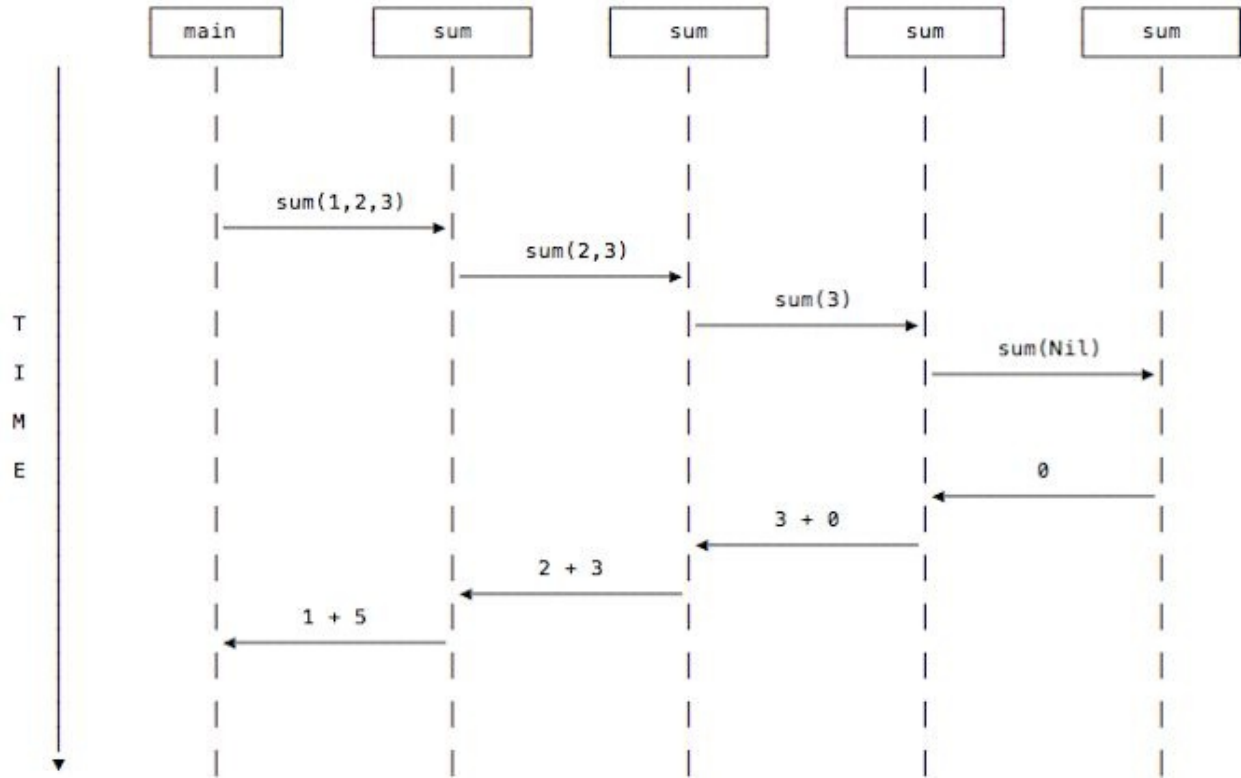 main sum sum sum sum
sum(1,2,3)
sum(2,3)
sum(3)
sum(Nil)
T
I
M
E
0
3 + 0
2 + 3
1 + 5